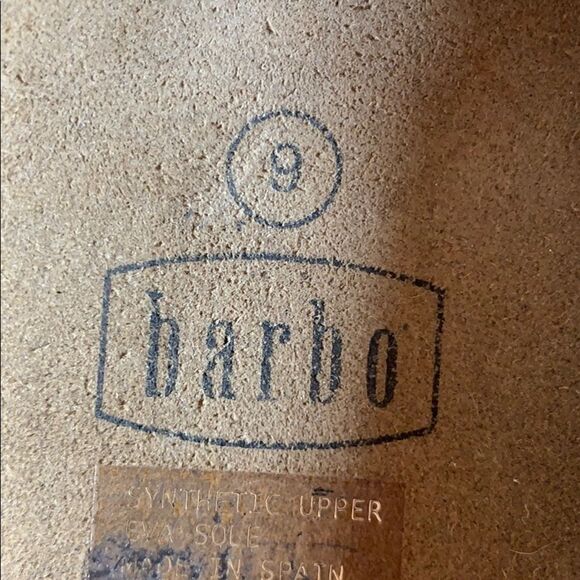 9
barbo
SYNTHETIC UPPER
EVA SOLE
MADE IN SPAIN